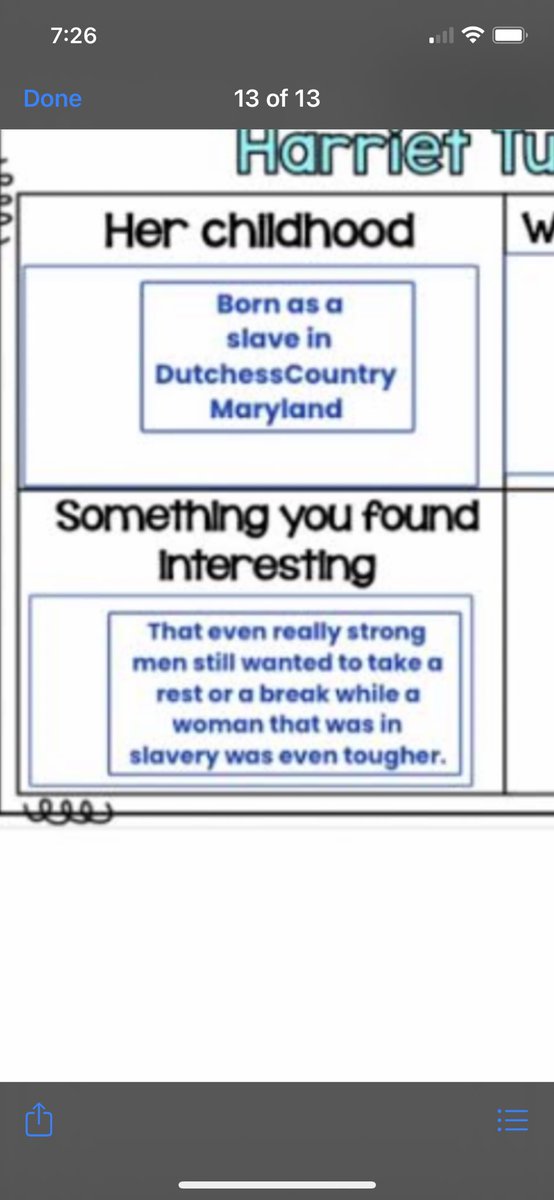 7:26
Done
13 of 13
Harriet Tu
Her childhood
W
Born as a
slave in
DutchessCountry
Maryland
Something you found
Interesting
That even really strong
men still wanted to take a
rest or a break while a
woman that was in
slavery was even tougher.